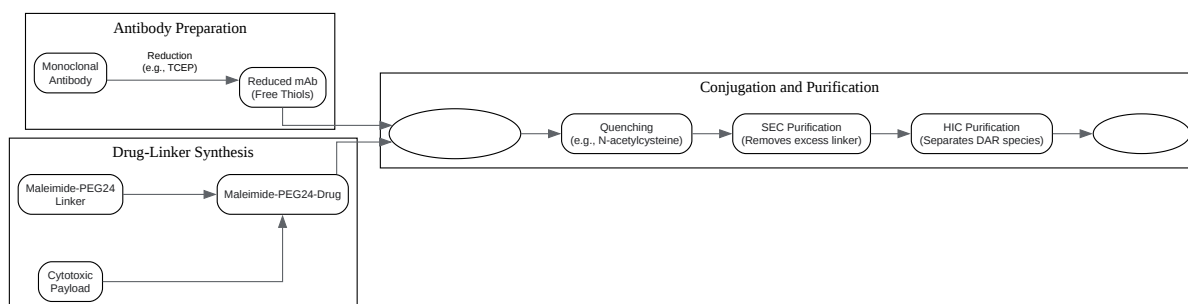 Antibody Preparation
Monoclonal
Antibody
Reduction
(e.g., TCEP)
Reduced mAb
(Free Thiols)
Drug-Linker Synthesis
Maleimide-PEG24
Linker
Maleimide-PEG24-Drug
Cytotoxic
Payload
Conjugation and Purification
Quenching
(e.g., N-acetylcysteine)
SEC Purification
(Removes excess linker)
HIC Purification
(Separates DAR species)